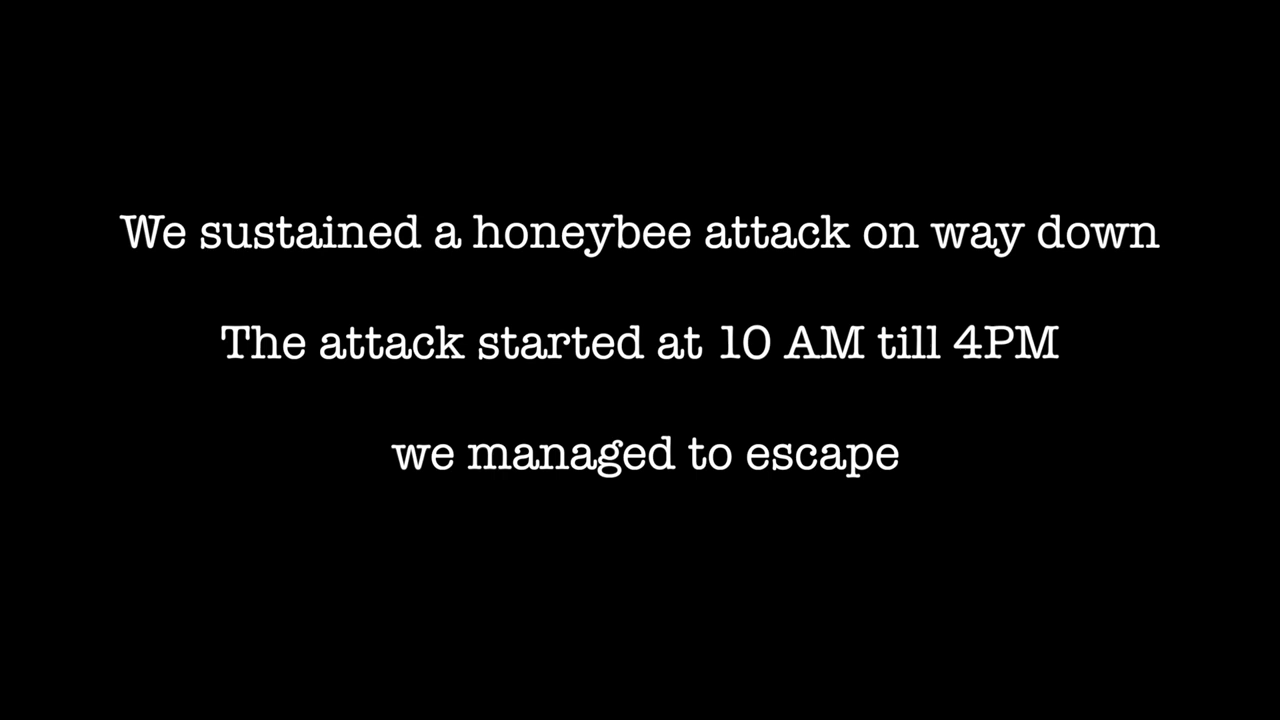 We sustained a honeybee attack on way down
The attack started at 10 AM till 4PM
we managed to escape